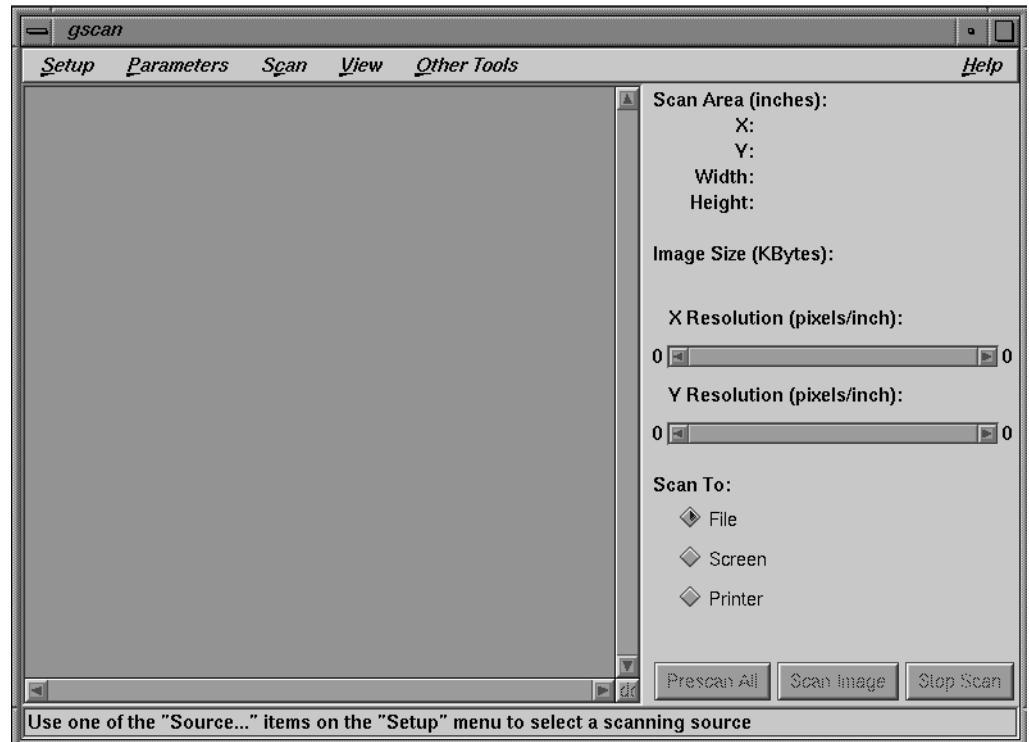 gscan
Setup Parameters Scan View Other Tools Help
Scan Area (inches):
X:
Y:
Width:
Height:
Image Size (KBytes):
X Resolution (pixels/inch):
0 0
Y Resolution (pixels/inch):
0 0
Scan To:
File
Screen
Printer
Prescan All Scan Image Stop Scan
Use one of the "Source..." items on the "Setup" menu to select a scanning source